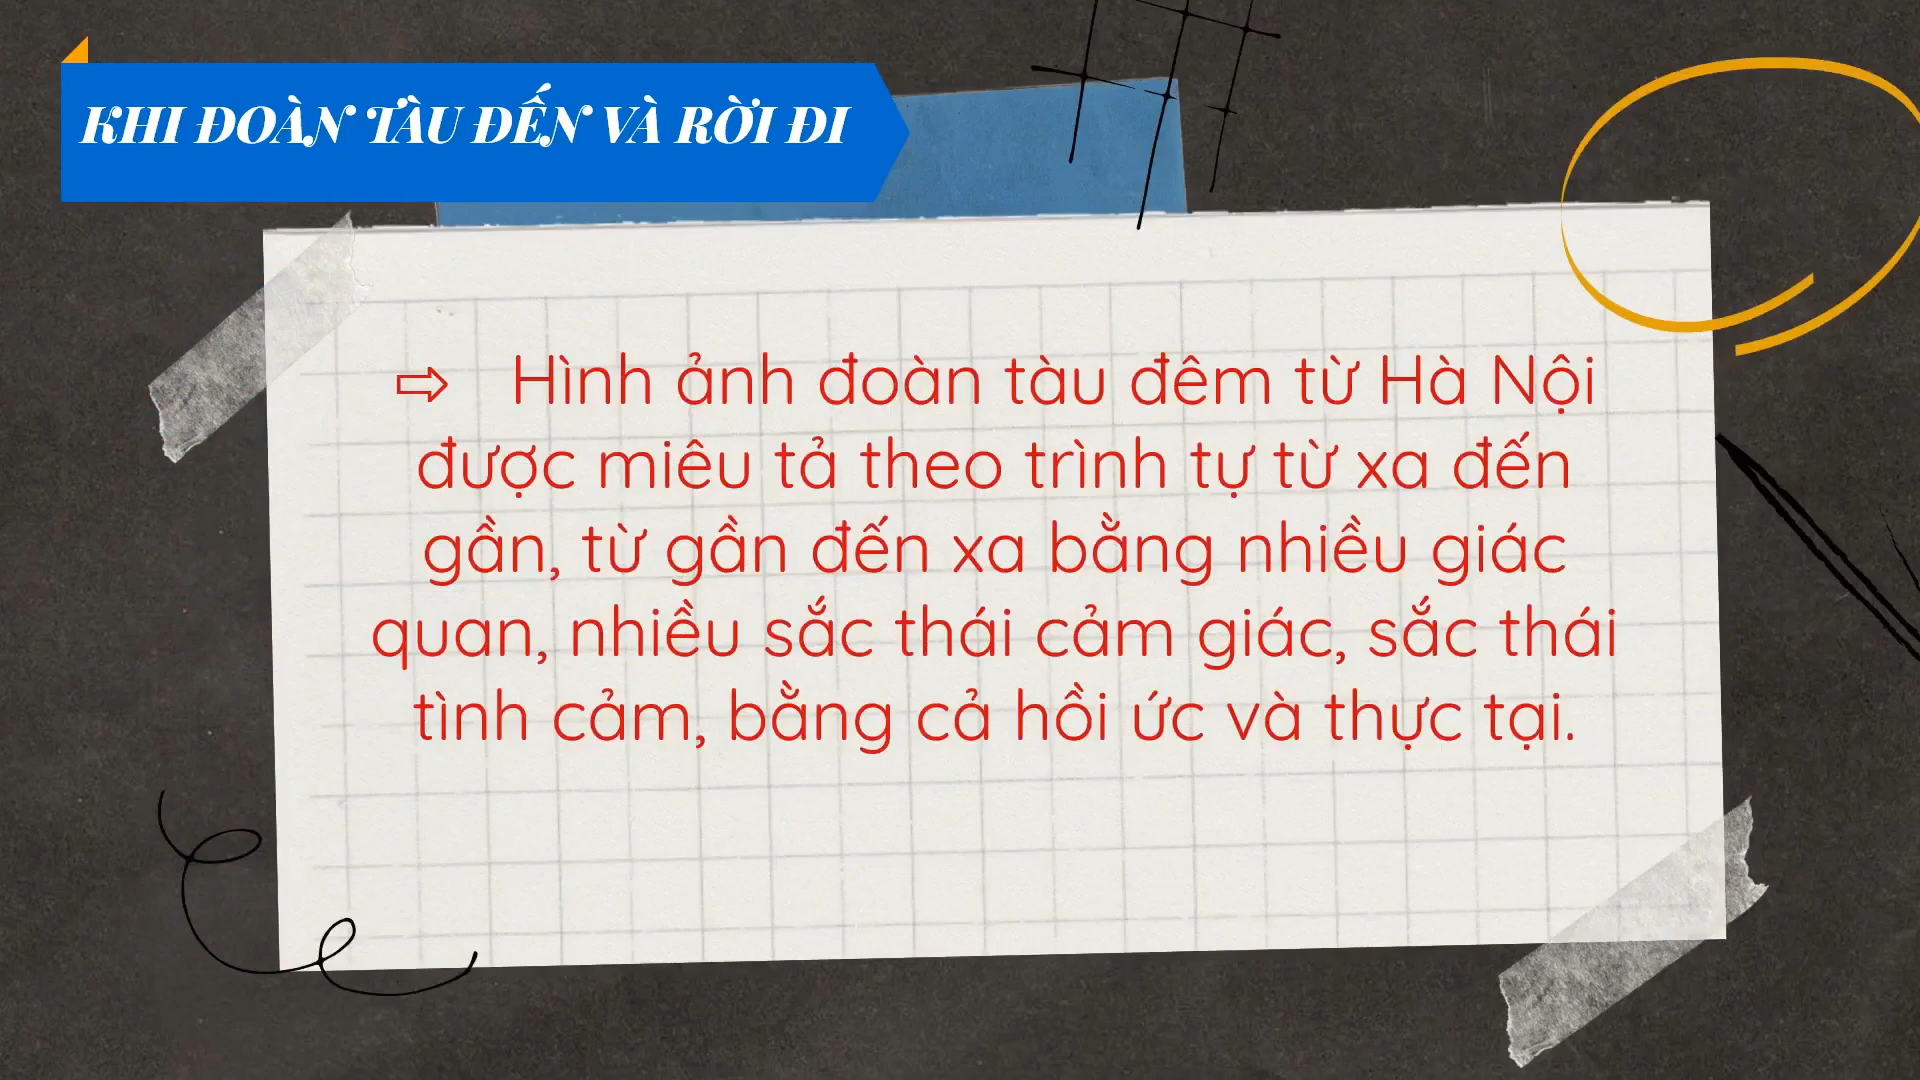 KHI ĐOÀN TÀU ĐẾN VÀ RỜI ĐI
⇨ Hình ảnh đoàn tàu đêm từ Hà Nội
được miêu tả theo trình tự từ xa đến
gần, từ gần đến xa bằng nhiều giác
quan, nhiều sắc thái cảm giác, sắc thái
tình cảm, bằng cả hồi ức và thực tại.